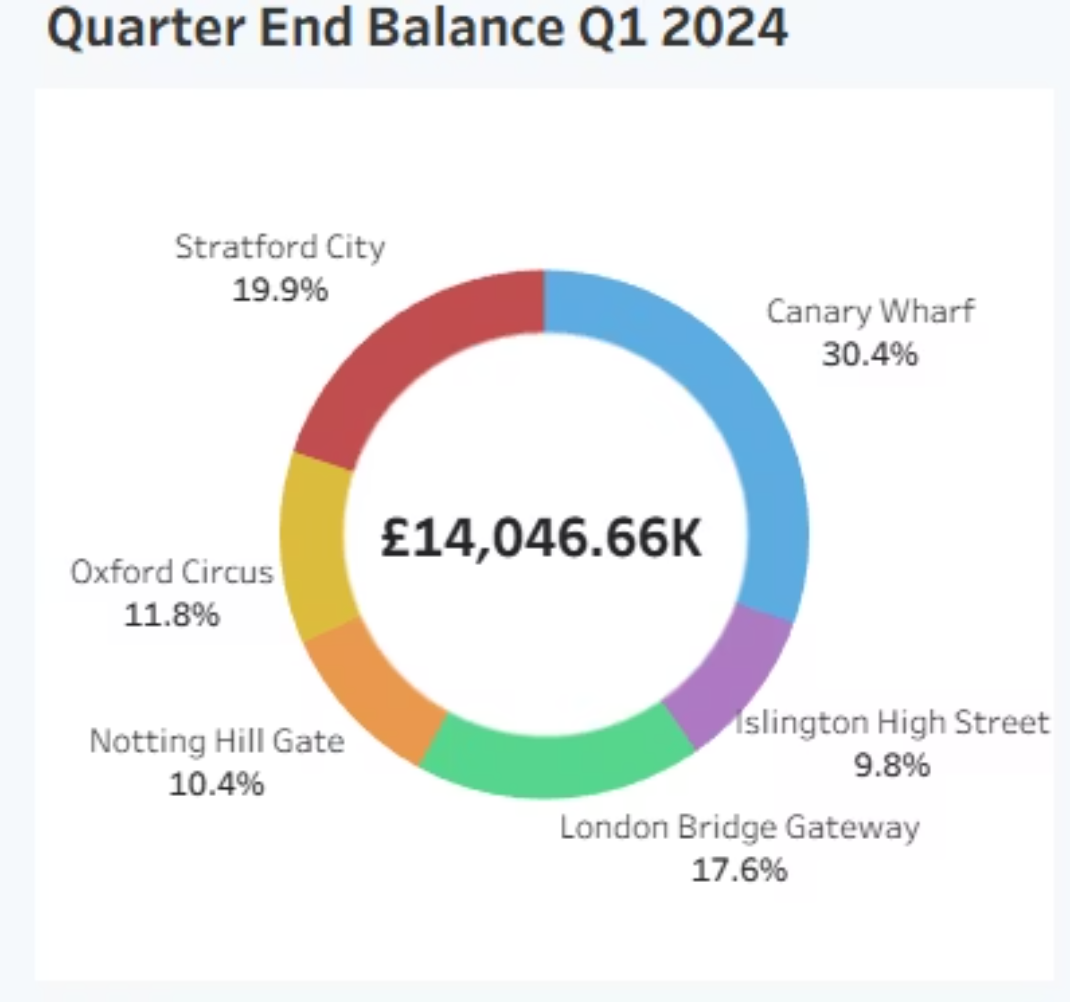 Quarter End Balance Q1 2024
Stratford City
19.9%
Canary Wharf
30.4%
£14,046.66K
Oxford Circus
11.8%
Islington High Street
9.8%
Notting Hill Gate
10.4%
London Bridge Gateway
17.6%